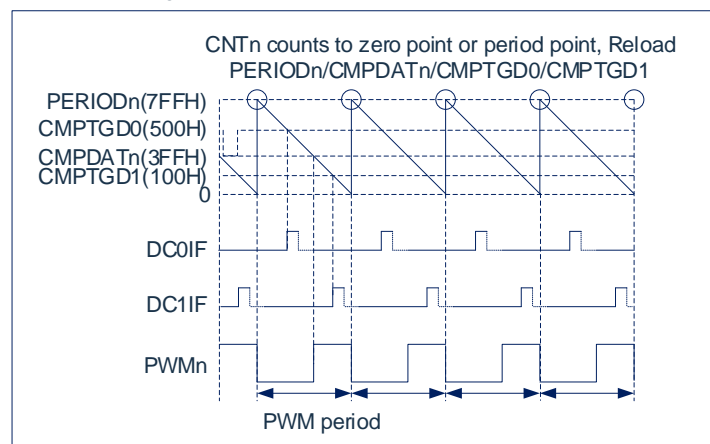 CNTn counts to zero point or period point, Reload
PERIODn/CMPDATn/CMPTGD0/CMPTGD1
PERIODn(7FFH)
CMPTGD0(500H)
CMPDATn(3FFH)
CMPTGD1(100H)
0
DC0IF
DC1IF
PWMn
PWM period